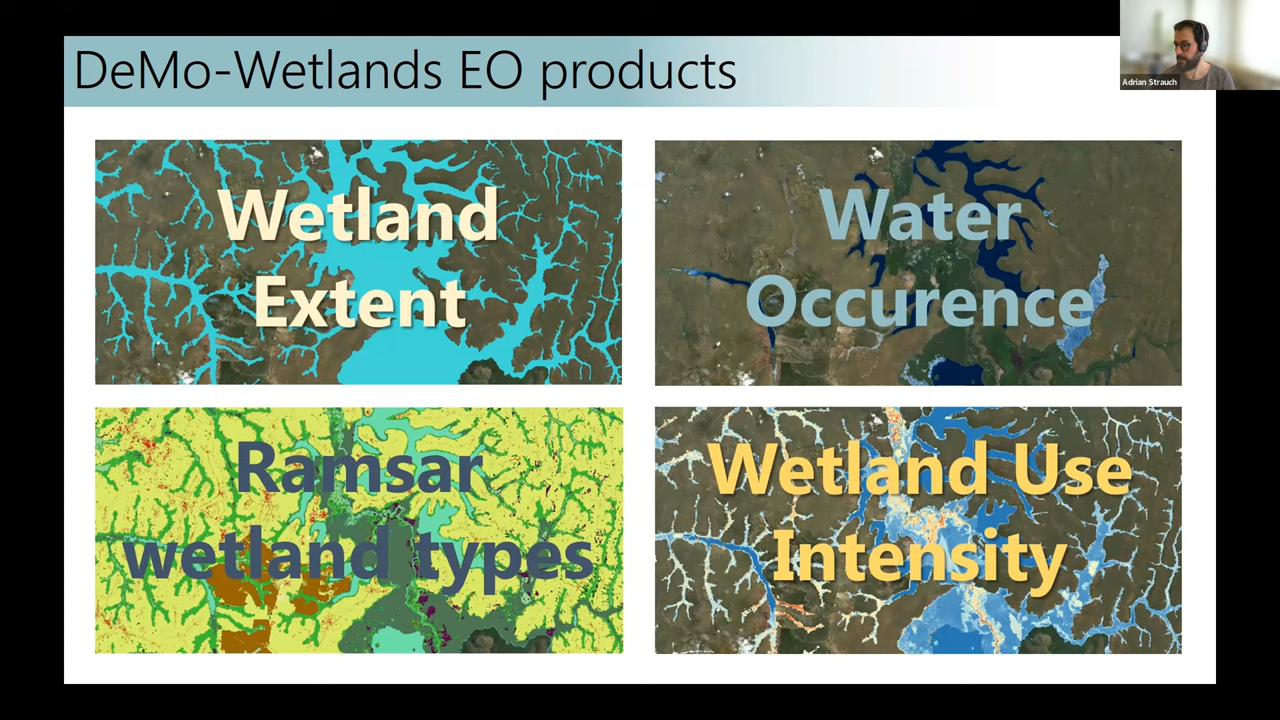 DeMo-Wetlands EO products
Adrian Strauch
Wetland
Extent
Water
Occurence
Ramsar
wetland types
Wetland Use
Intensity